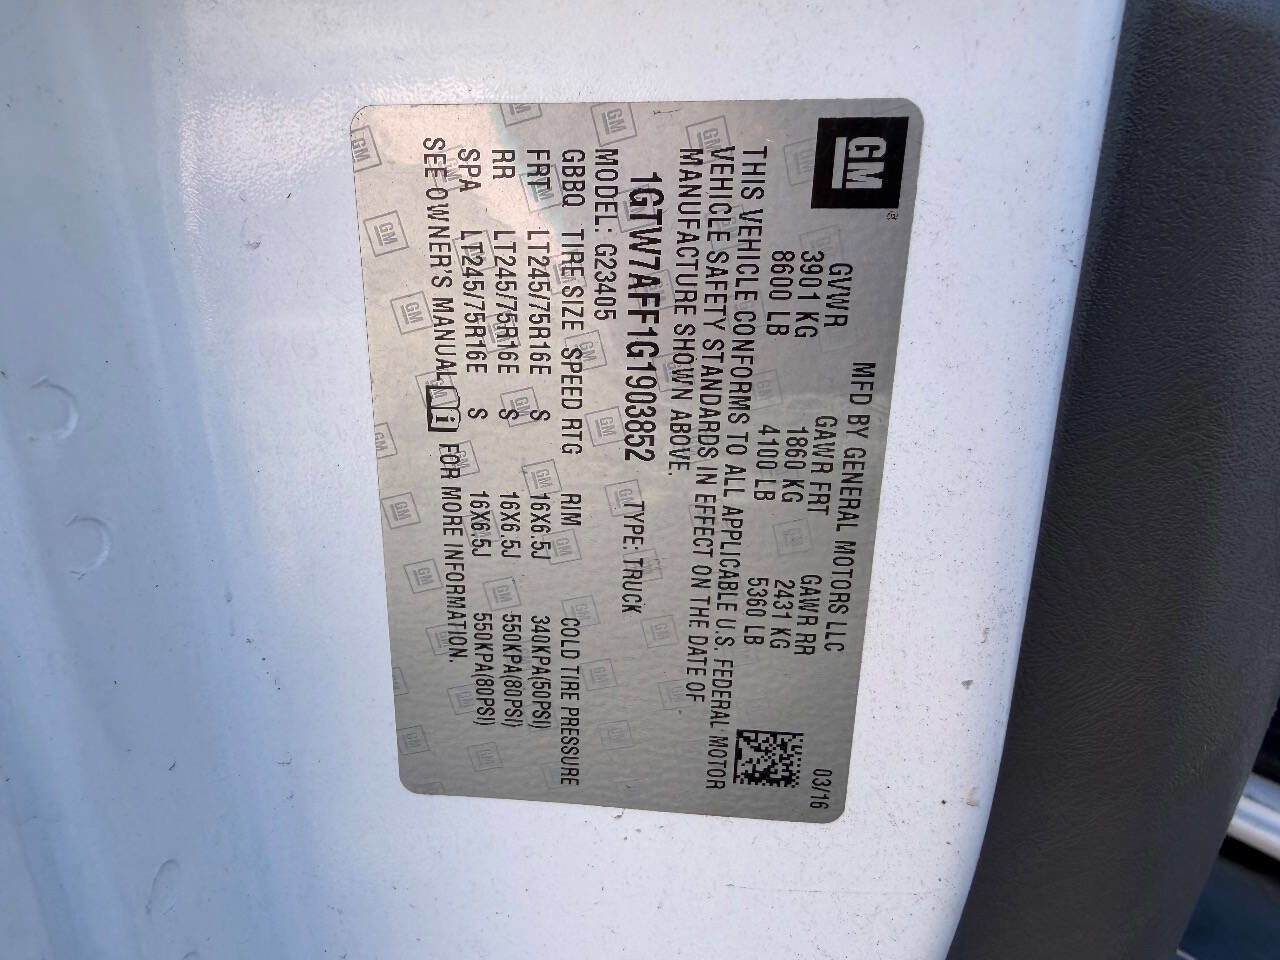 GM
®
MFD BY GENERAL MOTORS LLC 03/16
GVWR GAWR FRT GAWR RR
3901 KG 1860 KG 2431 KG
8600 LB 4100 LB 5360 LB
THIS VEHICLE CONFORMS TO ALL APPLICABLE U.S. FEDERAL MOTOR
VEHICLE SAFETY STANDARDS IN EFFECT ON THE DATE OF
MANUFACTURE SHOWN ABOVE.
1GTW7AFF1G1903852 TYPE: TRUCK
MODEL: G23405
GBBQ TIRESIZE SPEED RTG RIM COLD TIRE PRESSURE
FRT LT245/75R16E S 16X6.5J 340KPA(50PSI)
RR LT245/75R16E S 16X6.5J 550KPA(80PSI)
SPA LT245/75R16E S 16X6.5J 550KPA(80PSI)
SEE OWNER'S MANUAL i FOR MORE INFORMATION.